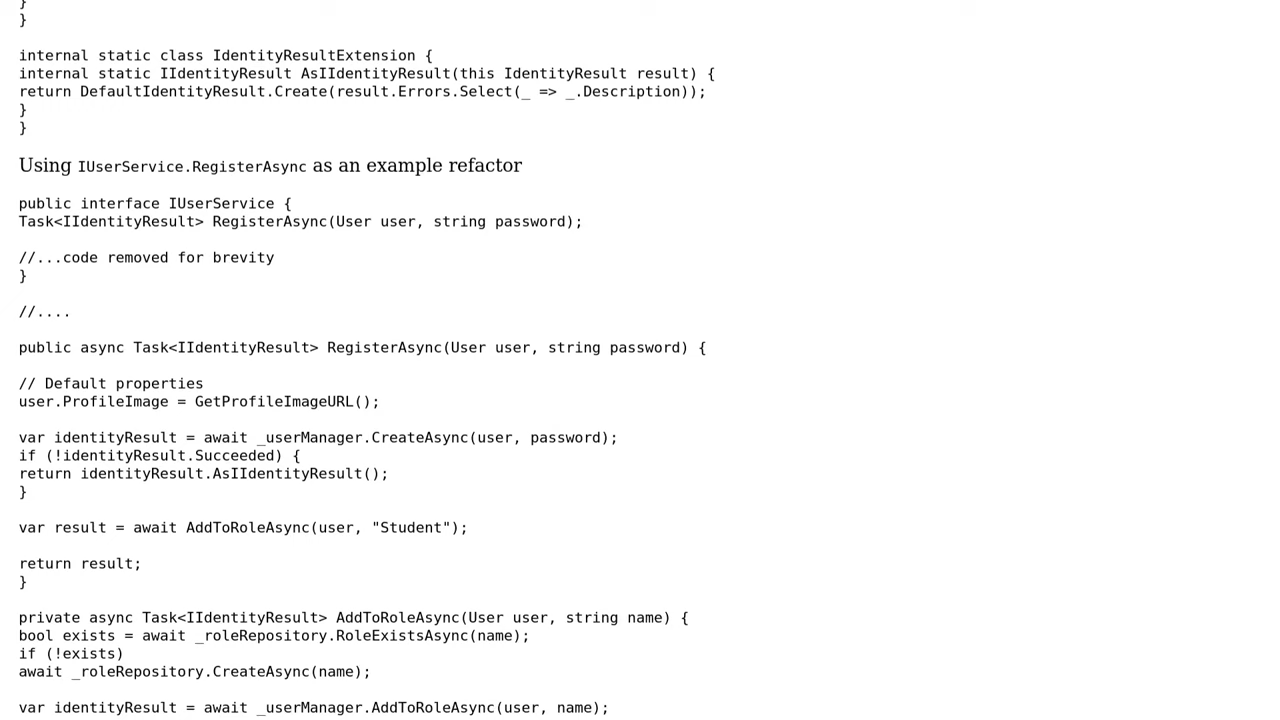 }
}
internal static class IdentityResultExtension {
internal static IIdentityResult AsIIdentityResult(this IdentityResult result) {
return DefaultIdentityResult.Create(result.Errors.Select(_ => _.Description));
}
}
Using IUserService.RegisterAsync as an example refactor
public interface IUserService {
Task<IIdentityResult> RegisterAsync(User user, string password);
//...code removed for brevity
}
//....
public async Task<IIdentityResult> RegisterAsync(User user, string password) {
// Default properties
user.ProfileImage = GetProfileImageURL();
var identityResult = await _userManager.CreateAsync(user, password);
if (!identityResult.Succeeded) {
return identityResult.AsIIdentityResult();
}
var result = await AddToRoleAsync(user, "Student");
return result;
}
private async Task<IIdentityResult> AddToRoleAsync(User user, string name) {
bool exists = await _roleRepository.RoleExistsAsync(name);
if (!exists)
await _roleRepository.CreateAsync(name);
var identityResult = await _userManager.AddToRoleAsync(user, name);